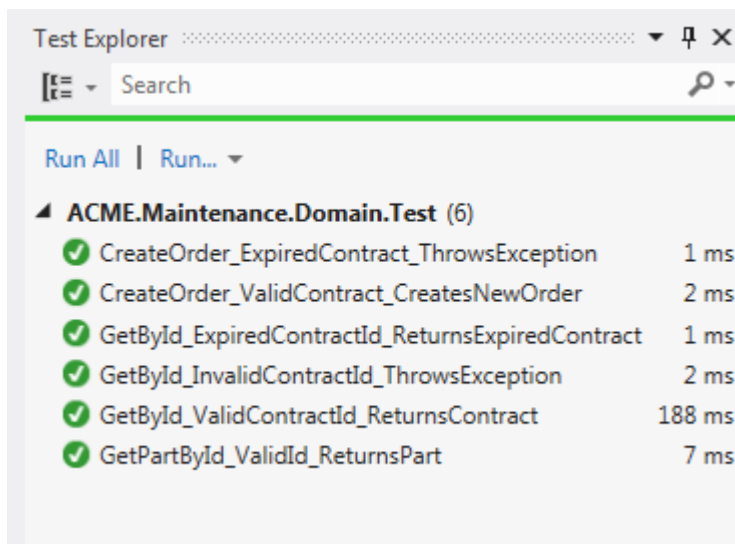 Test Explorer
Search
Run All | Run...
ACME.Maintenance.Domain.Test (6)
CreateOrder_ExpiredContract_ThrowsException 1 ms
CreateOrder_ValidContract_CreatesNewOrder 2 ms
GetById_ExpiredContractId_ReturnsExpiredContract 1 ms
GetById_InvalidContractId_ThrowsException 2 ms
GetById_ValidContractId_ReturnsContract 188 ms
GetPartById_ValidId_ReturnsPart 7 ms